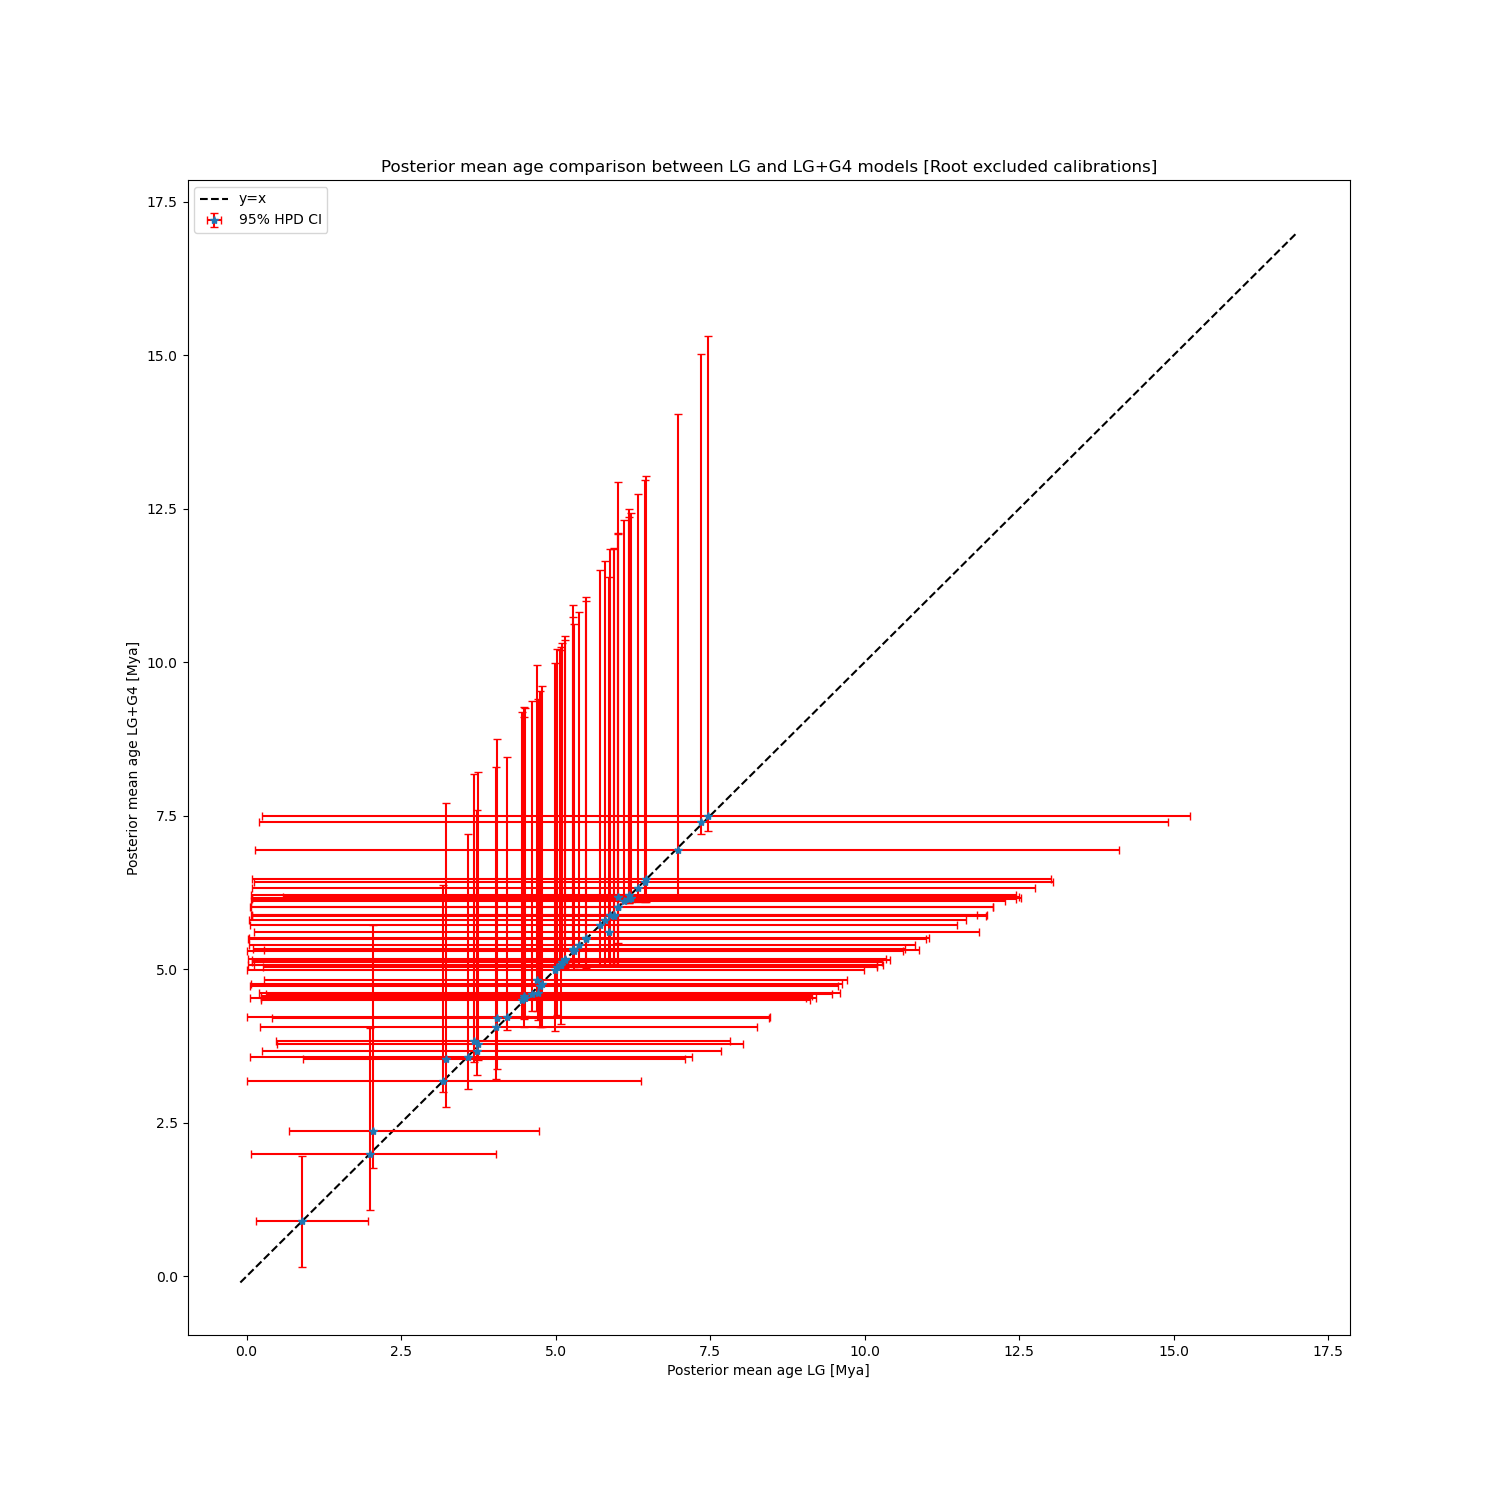 Posterior mean age comparison between LG and LG+G4 models [Root excluded calibrations]
y=x
95% HPD CI
17.5
15.0
12.5
10.0
7.5
5.0
2.5
0.0
Posterior mean age LG+G4 [Mya]
0.0 2.5 5.0 7.5 10.0 12.5 15.0 17.5
Posterior mean age LG [Mya]